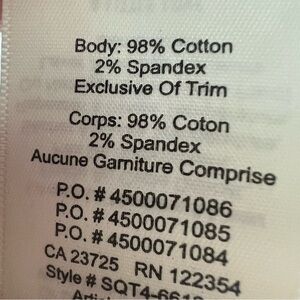 Body: 98% Cotton
2% Spandex
Exclusive Of Trim
Corps: 98% Coton
2% Spandex
Aucune Garniture Comprise
P.O. # 4500071086
P.O. # 4500071085
P.O. # 4500071084
CA 23725 RN 122354
Style # SQT4-6619